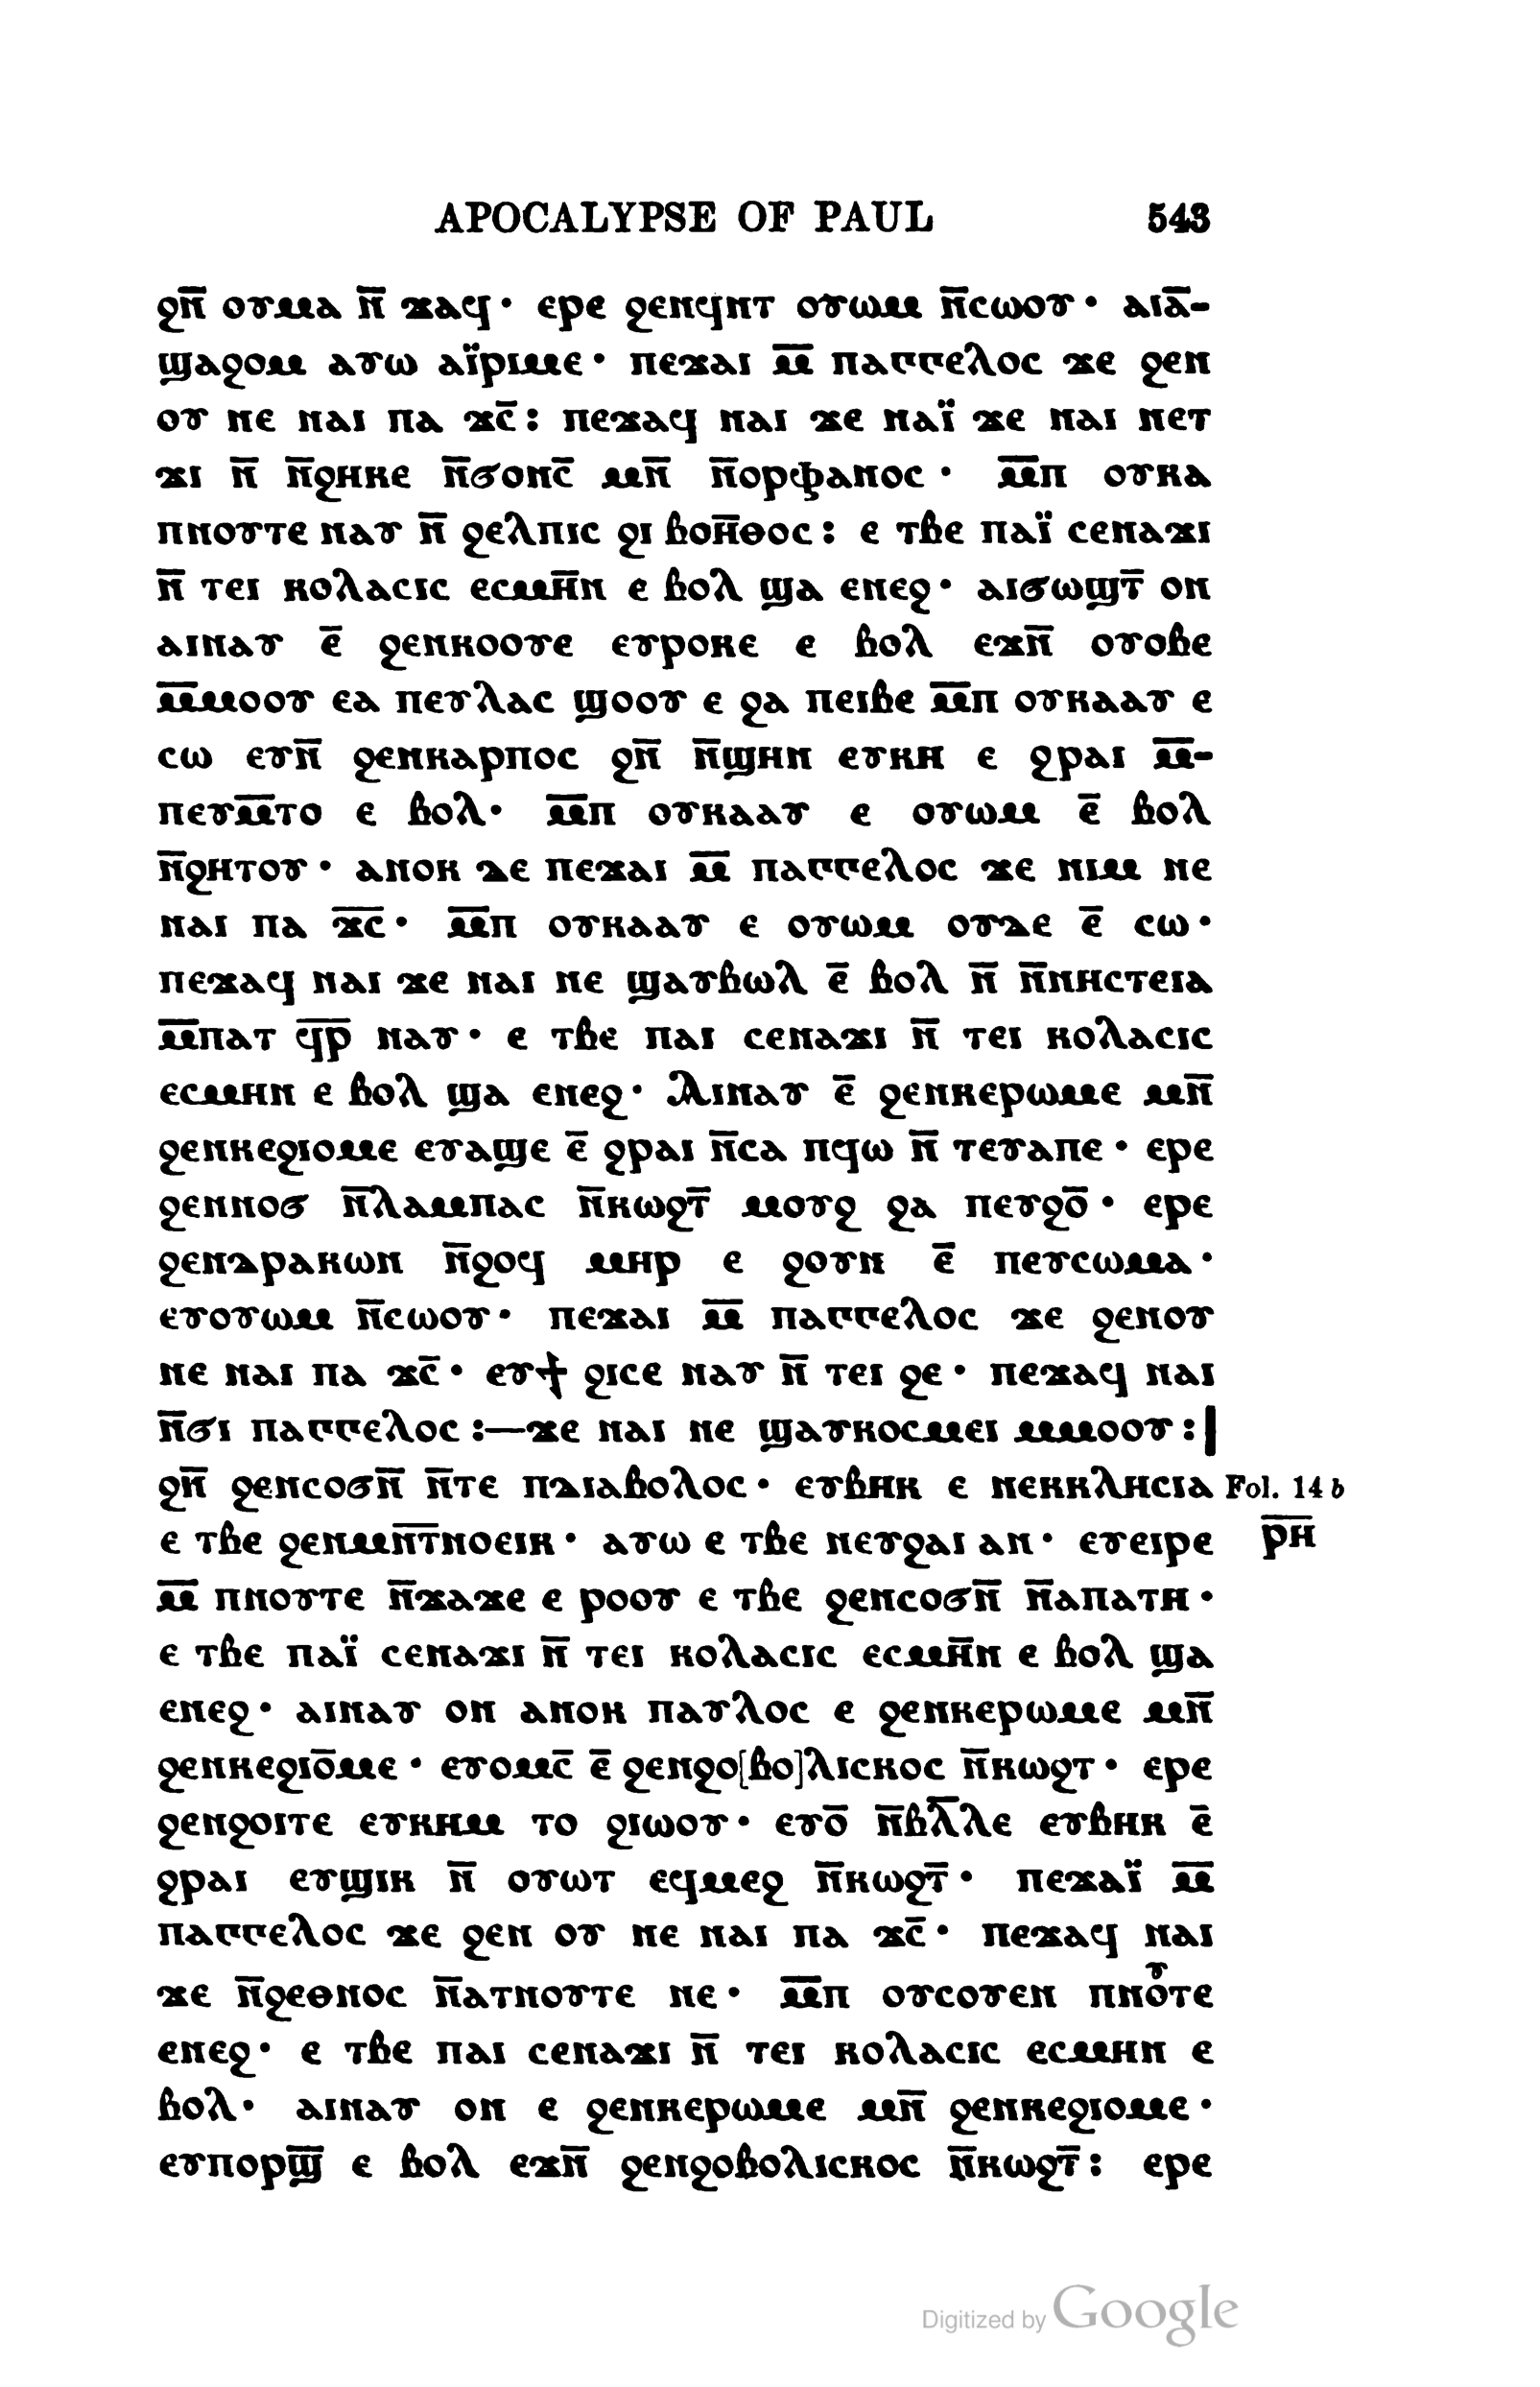 APOCALYPSE OF PAUL 543
ϩⲛ̄ ⲟⲩⲙⲁ ⲛ̄ ϫⲁϥ· ⲉⲣⲉ ϩⲉⲛϥⲛⲧ ⲟⲩⲱⲙ ⲛ̄ⲥⲱⲟⲩ· ⲁⲓⲁ̄-
ϣⲁϩⲟⲙ ⲁⲩⲱ ⲁⲓ̈ⲣⲓⲙⲉ· ⲡⲉϫⲁⲓ ⲙ̄ ⲡⲁⲅⲅⲉⲗⲟⲥ ϫⲉ ϩⲉⲛ
ⲟⲩ ⲛⲉ ⲛⲁⲓ ⲡⲁ ϫⲥ̄: ⲡⲉϫⲁϥ ⲛⲁⲓ ϫⲉ ⲛⲁⲓ̈ ϫⲉ ⲛⲁⲓ ⲛⲉⲧ
ϫⲓ ⲛ̄ ⲛ̄ϩⲏⲕⲉ ⲛ̄ϭⲟⲛⲥ̄ ⲙⲛ̄ ⲛ̄ⲟⲣⲫⲁⲛⲟⲥ· ⲙ̄ⲡ ⲟⲩⲕⲁ
ⲡⲛⲟⲩⲧⲉ ⲛⲁⲩ ⲛ̄ ϩⲉⲗⲡⲓⲥ ϩⲓ ⲃⲟⲏ̄ⲑⲟⲥ: ⲉ ⲧⲃⲉ ⲡⲁⲓ̈ ⲥⲉⲛⲁϫⲓ
ⲛ̄ ⲧⲉⲓ ⲕⲟⲗⲁⲥⲓⲥ ⲉⲥⲙⲏ̄ⲛ ⲉ ⲃⲟⲗ ϣⲁ ⲉⲛⲉϩ· ⲁⲓϭⲱϣⲧ̄ ⲟⲛ
ⲁⲓⲛⲁⲩ ⲉ̄ ϩⲉⲛⲕⲟⲟⲩⲉ ⲉⲩⲣⲟⲕⲉ ⲉ ⲃⲟⲗ ⲉϫⲛ̄ ⲟⲩⲟⲃⲉ
ⲙ̄ⲙⲟⲟⲩ ⲉⲁ ⲡⲉⲩⲗⲁⲥ ϣⲟⲟⲩⲉ ϩⲁ ⲡⲉⲓⲃⲉ ⲙ̄ⲡ ⲟⲩⲕⲁⲁⲩ ⲉ
ⲥⲱ ⲉⲩⲛ̄ ϩⲉⲛⲕⲁⲣⲡⲟⲥ ϩⲛ̄ ⲛ̄ϣⲏⲛ ⲉⲩⲕⲏ ⲉ ϩⲣⲁⲓ ⲙ̄-
ⲡⲉⲩⲙ̄ⲧⲟ ⲉ ⲃⲟⲗ· ⲙ̄ⲡ ⲟⲩⲕⲁⲁⲩ ⲉ ⲟⲩⲱⲙ ⲉ̄ ⲃⲟⲗ
ⲛ̄ϩⲏⲧⲟⲩ· ⲁⲛⲟⲕ ⲇⲉ ⲡⲉϫⲁⲓ ⲙ̄ ⲡⲁⲅⲅⲉⲗⲟⲥ ϫⲉ ⲛⲓⲙ ⲛⲉ
ⲛⲁⲓ ⲡⲁ ϫ̄ⲥ̄· ⲙ̄ⲡ ⲟⲩⲕⲁⲁⲩ ⲉ ⲟⲩⲱⲙ ⲟⲩⲇⲉ ⲉ̄ ⲥⲱ·
ⲡⲉϫⲁϥ ⲛⲁⲓ ϫⲉ ⲛⲁⲓ ⲛⲉ ϣⲁⲩⲃⲱⲗ ⲉ̄ ⲃⲟⲗ ⲛ̄ ⲛ̄ⲛⲏⲥⲧⲉⲓⲁ
ⲙ̄ⲡⲁⲧ ϥ̄ⲣ̄ ⲛⲁⲩ· ⲉ ⲧⲃⲉ ⲡⲁⲓ ⲥⲉⲛⲁϫⲓ ⲛ̄ ⲧⲉⲓ ⲕⲟⲗⲁⲥⲓⲥ
ⲉⲥⲙⲏⲛ ⲉ ⲃⲟⲗ ϣⲁ ⲉⲛⲉϩ· Ⲁⲓⲛⲁⲩ ⲉ̄ ϩⲉⲛⲕⲉⲣⲱⲙⲉ ⲙⲛ̄
ϩⲉⲛⲕⲉϩⲓⲟⲙⲉ ⲉⲩⲁϣⲉ ⲉ̄ ϩⲣⲁⲓ ⲛ̄ⲥⲁ ⲡϥⲱ ⲛ̄ ⲧⲉⲩⲁⲡⲉ· ⲉⲣⲉ
ϩⲉⲛⲛⲟϭ ⲛ̄ⲗⲁⲙⲡⲁⲥ ⲛ̄ⲕⲱϩⲧ̄ ⲙⲟⲩϩ ϩⲁ ⲡⲉⲩϩⲟ̄· ⲉⲣⲉ
ϩⲉⲛⲇⲣⲁⲕⲱⲛ ⲛ̄ϩⲟϥ ⲙⲏⲣ ⲉ ϩⲟⲩⲛ ⲉ̄ ⲡⲉⲩⲥⲱⲙⲁ·
ⲉⲩⲟⲩⲱⲙ ⲛ̄ⲥⲱⲟⲩ· ⲡⲉϫⲁⲓ ⲙ̄ ⲡⲁⲅⲅⲉⲗⲟⲥ ϫⲉ ϩⲉⲛⲟⲩ
ⲛⲉ ⲛⲁⲓ ⲡⲁ ϫⲥ̄· ⲉⲩϯ ϩⲓⲥⲉ ⲛⲁⲩ ⲛ̄ ⲧⲉⲓ ϩⲉ· ⲡⲉϫⲁϥ ⲛⲁⲓ
ⲛ̄ϭⲓ ⲡⲁⲅⲅⲉⲗⲟⲥ:—ϫⲉ ⲛⲁⲓ ⲛⲉ ϣⲁⲩⲕⲟⲥⲙⲉⲓ ⲙⲙⲟⲟⲩ:|
ϩⲛ̄ ϩⲉⲛⲥⲟϭⲛ̄ ⲛ̄ⲧⲉ ⲡⲇⲓⲁⲃⲟⲗⲟⲥ· ⲉⲩⲃⲏⲕ ⲉ ⲛⲉⲕⲕⲗⲏⲥⲓⲁ Fol. 14 b
ⲉ ⲧⲃⲉ ϩⲉⲛⲙⲛ̄ⲧ̄ⲛⲟⲉⲓⲕ· ⲁⲩⲱ ⲉ ⲧⲃⲉ ⲛⲉⲩϩⲁⲓ ⲁⲛ· ⲉⲩⲉⲓⲣⲉ ⲣ̄ⲏ̄
ⲙ̄ ⲡⲛⲟⲩⲧⲉ ⲛ̄ϫⲁϫⲉ ⲉ ⲣⲟⲟⲩ ⲉ ⲧⲃⲉ ϩⲉⲛⲥⲟϭⲛ̄ ⲛ̄ⲁⲡⲁⲧⲏ·
ⲉ ⲧⲃⲉ ⲡⲁⲓ̈ ⲥⲉⲛⲁϫⲓ ⲛ̄ ⲧⲉⲓ ⲕⲟⲗⲁⲥⲓⲥ ⲉⲥⲙⲏ̄ⲛ ⲉ ⲃⲟⲗ ϣⲁ
ⲉⲛⲉϩ· ⲁⲓⲛⲁⲩ ⲟⲛ ⲁⲛⲟⲕ ⲡⲁⲩⲗⲟⲥ ⲉ ϩⲉⲛⲕⲉⲣⲱⲙⲉ ⲙⲛ̄
ϩⲉⲛⲕⲉϩⲓⲟ̄ⲙⲉ· ⲉⲩⲟⲙⲥ̄ ⲉ̄ ϩⲉⲛϩⲟ[ⲃⲟ]ⲗⲓⲥⲕⲟⲥ ⲛ̄ⲕⲱϩⲧ· ⲉⲣⲉ
ϩⲉⲛϩⲟⲓⲧⲉ ⲉⲩⲕⲏⲙ ⲧⲟ ϩⲓⲱⲟⲩ· ⲉⲩⲟ̄ ⲛ̄ⲃⲗ̄ⲗⲉ ⲉⲩⲃⲏⲕ ⲉ̄
ϩⲣⲁⲓ ⲉⲩϣⲓⲕ ⲛ̄ ⲟⲩⲱⲧ ⲉϥⲙⲉϩ ⲛ̄ⲕⲱϩⲧ̄· ⲡⲉϫⲁⲓ̈ ⲙ̄
ⲡⲁⲅⲅⲉⲗⲟⲥ ϫⲉ ϩⲉⲛ ⲟⲩ ⲛⲉ ⲛⲁⲓ ⲡⲁ ϫⲥ̄· ⲡⲉϫⲁϥ ⲛⲁⲓ
ϫⲉ ⲛ̄ϩⲉⲑⲛⲟⲥ ⲛ̄ⲁⲧⲛⲟⲩⲧⲉ ⲛⲉ· ⲙ̄ⲡ ⲟⲩⲥⲟⲩⲉⲛ ⲡⲛⲟⲩⲧⲉ
ⲉⲛⲉϩ· ⲉ ⲧⲃⲉ ⲡⲁⲓ ⲥⲉⲛⲁϫⲓ ⲛ̄ ⲧⲉⲓ ⲕⲟⲗⲁⲥⲓⲥ ⲉⲥⲙⲏⲛ ⲉ
ⲃⲟⲗ· ⲁⲓⲛⲁⲩ ⲟⲛ ⲉ ϩⲉⲛⲕⲉⲣⲱⲙⲉ ⲙⲛ̄ ϩⲉⲛⲕⲉϩⲓⲟⲙⲉ·
ⲉⲩⲡⲟⲣϣ̄ ⲉ ⲃⲟⲗ ⲉϫⲛ̄ ϩⲉⲛϩⲟⲃⲟⲗⲓⲥⲕⲟⲥ ⲛ̄ⲕⲱϩⲧ̄: ⲉⲣⲉ
Digitized by Google